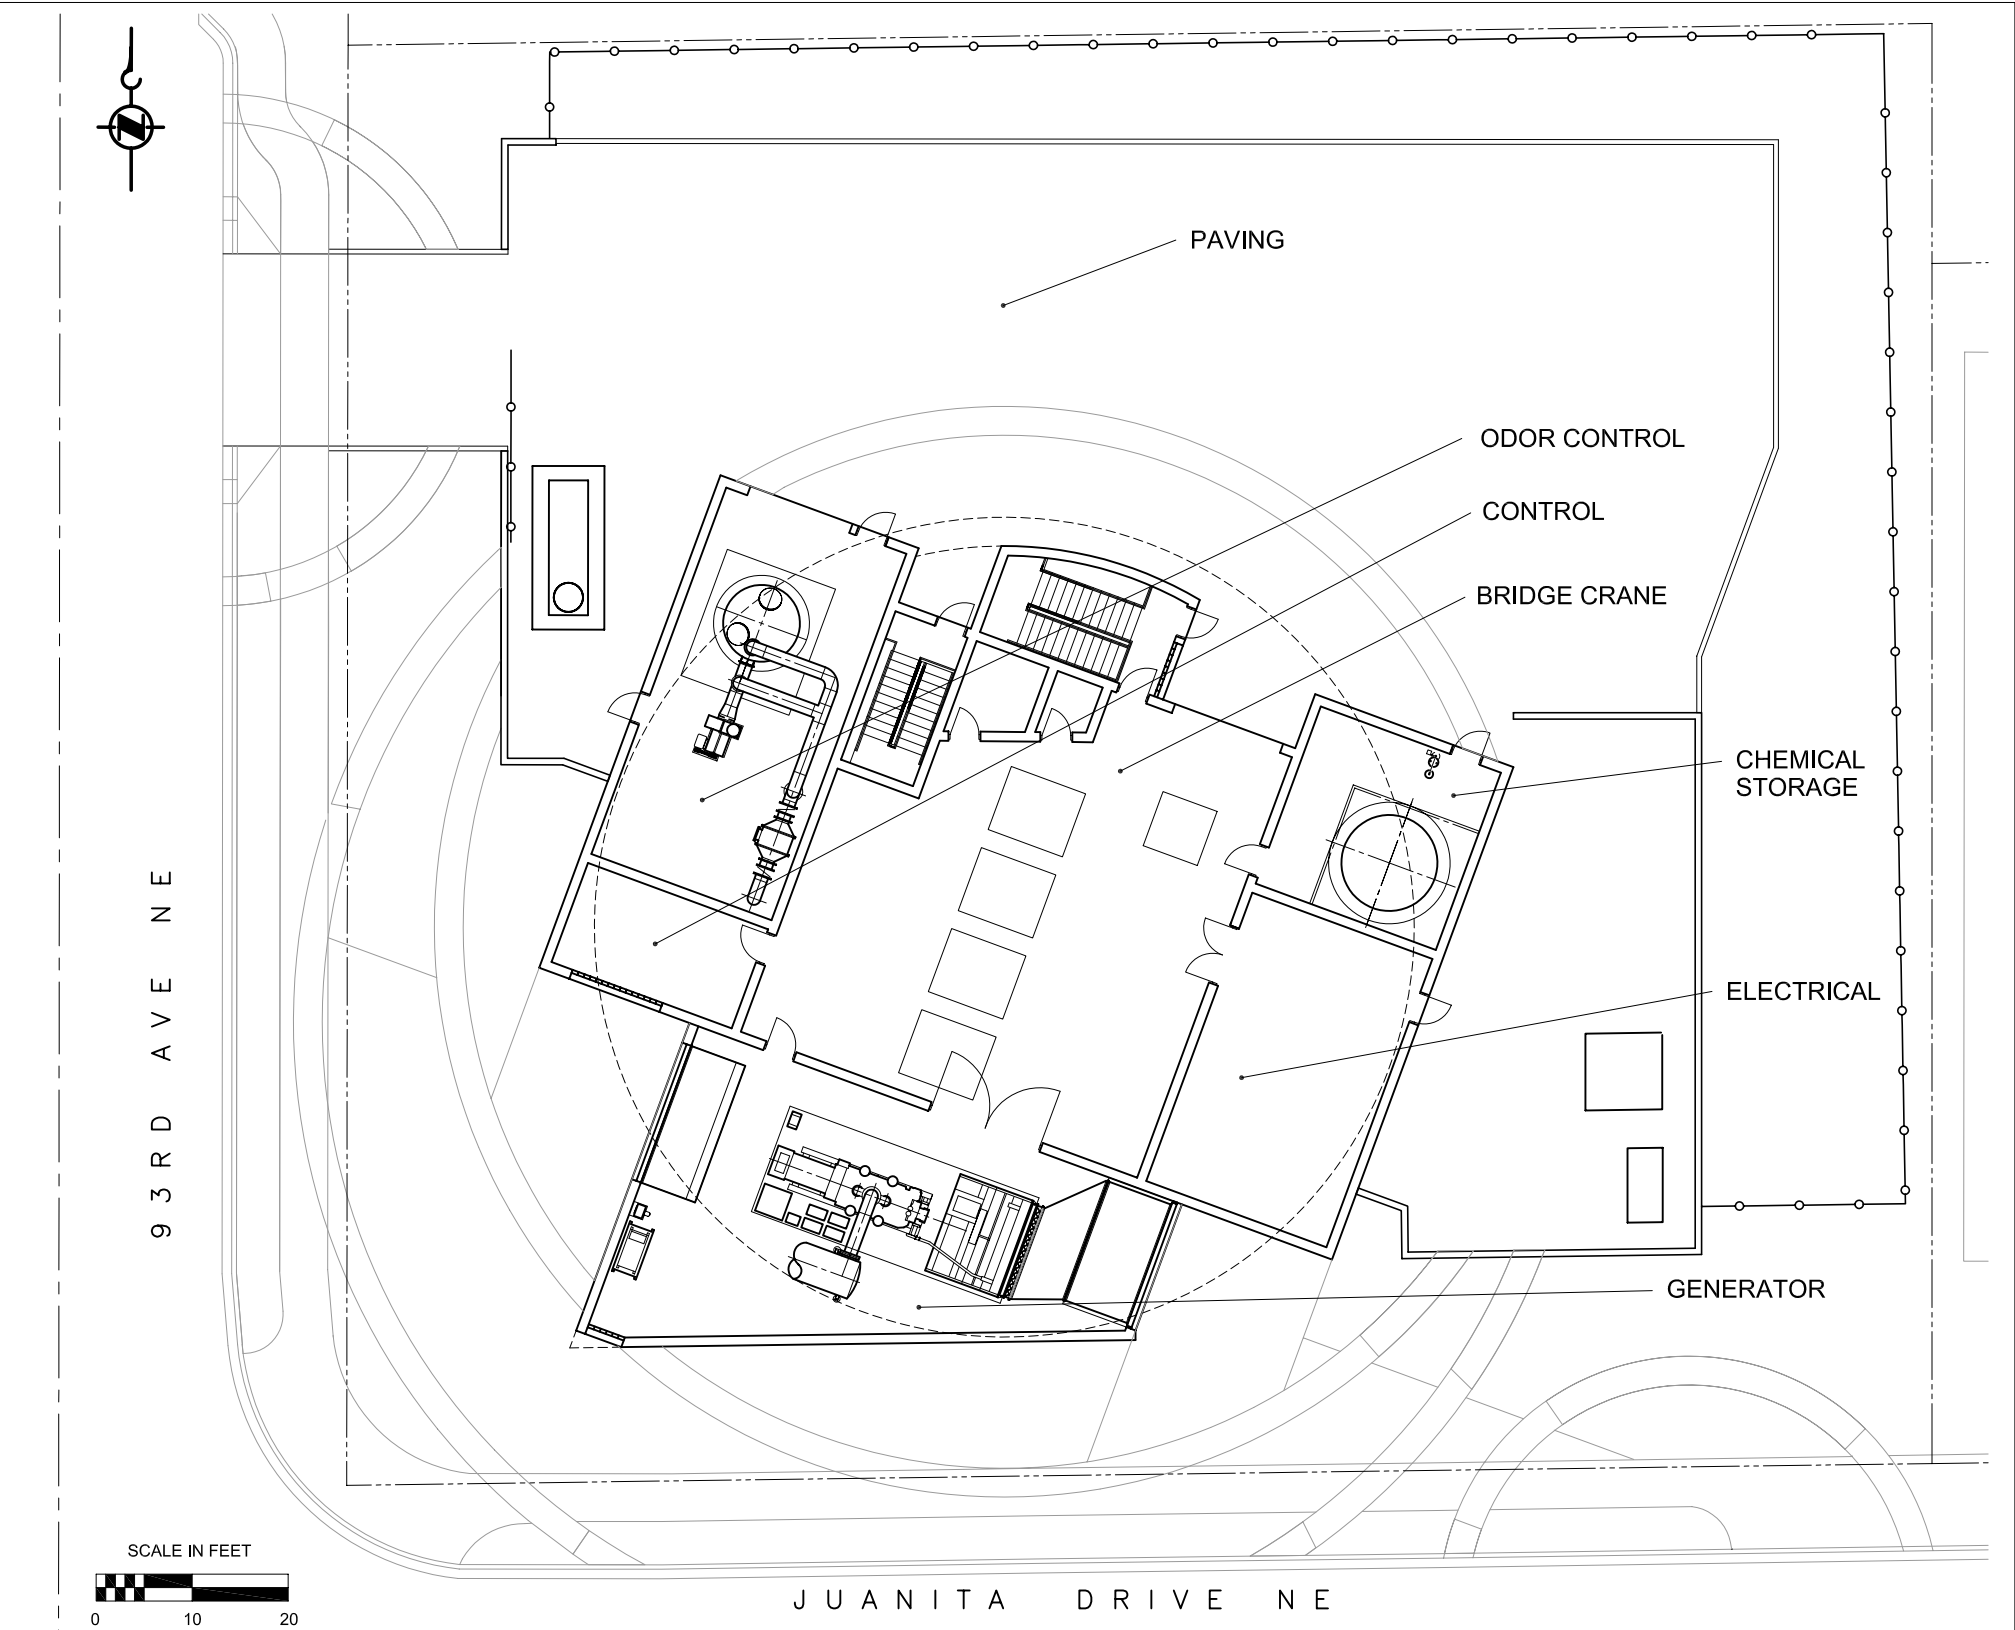 N
PAVING
ODOR CONTROL
CONTROL
BRIDGE CRANE
CHEMICAL
STORAGE
ELECTRICAL
GENERATOR
93RD AVE NE
SCALE IN FEET
0 10 20
JUANITA DRIVE NE